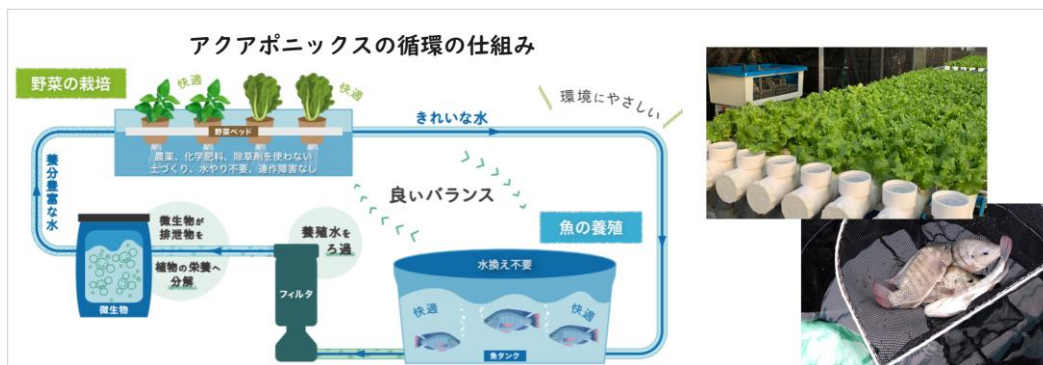 アクアポニックスの循環の仕組み
野菜の栽培
快適
快適
野菜ベッド
農薬、化学肥料、除草剤を使わない
土づくり、水やり不要、連作障害なし
きれいな水
環境にやさしい
養分豊富な水
良いバランス
微生物が
排泄物を
植物の栄養へ
分解
微生物
養殖水を
ろ過
フィルタ
魚の養殖
水換え不要
快適
快適
魚タンク